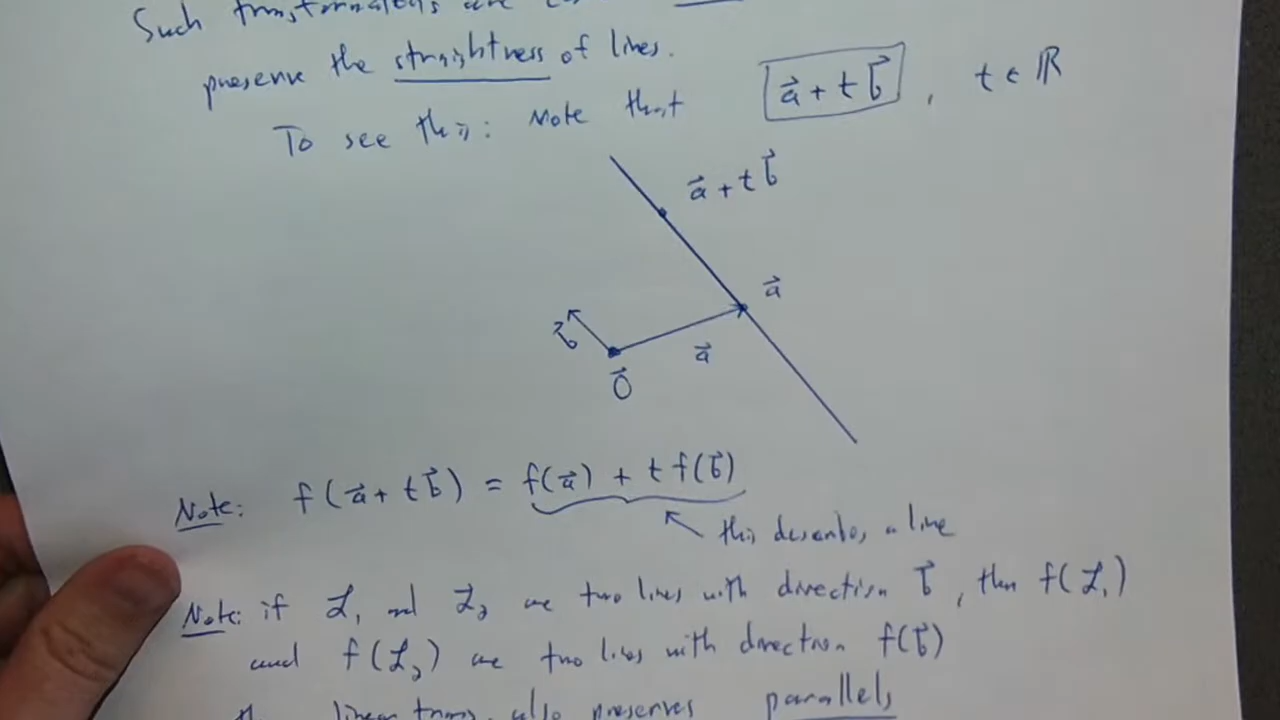 Such transformations are
preserve the straightness of lines.
To see this: Note that a⃗ + t b⃗ , t ∈ ℝ
a⃗ + t b⃗
a⃗
b⃗
a⃗
0⃗
Note: f(a⃗ + t b⃗) = f(a⃗) + t f(b⃗)
this describes a line
Note: if ℒ₁ and ℒ₂ are two lines with direction b⃗, then f(ℒ₁)
and f(ℒ₂) are two lines with direction f(b⃗)
linear trans. also preserves parallels